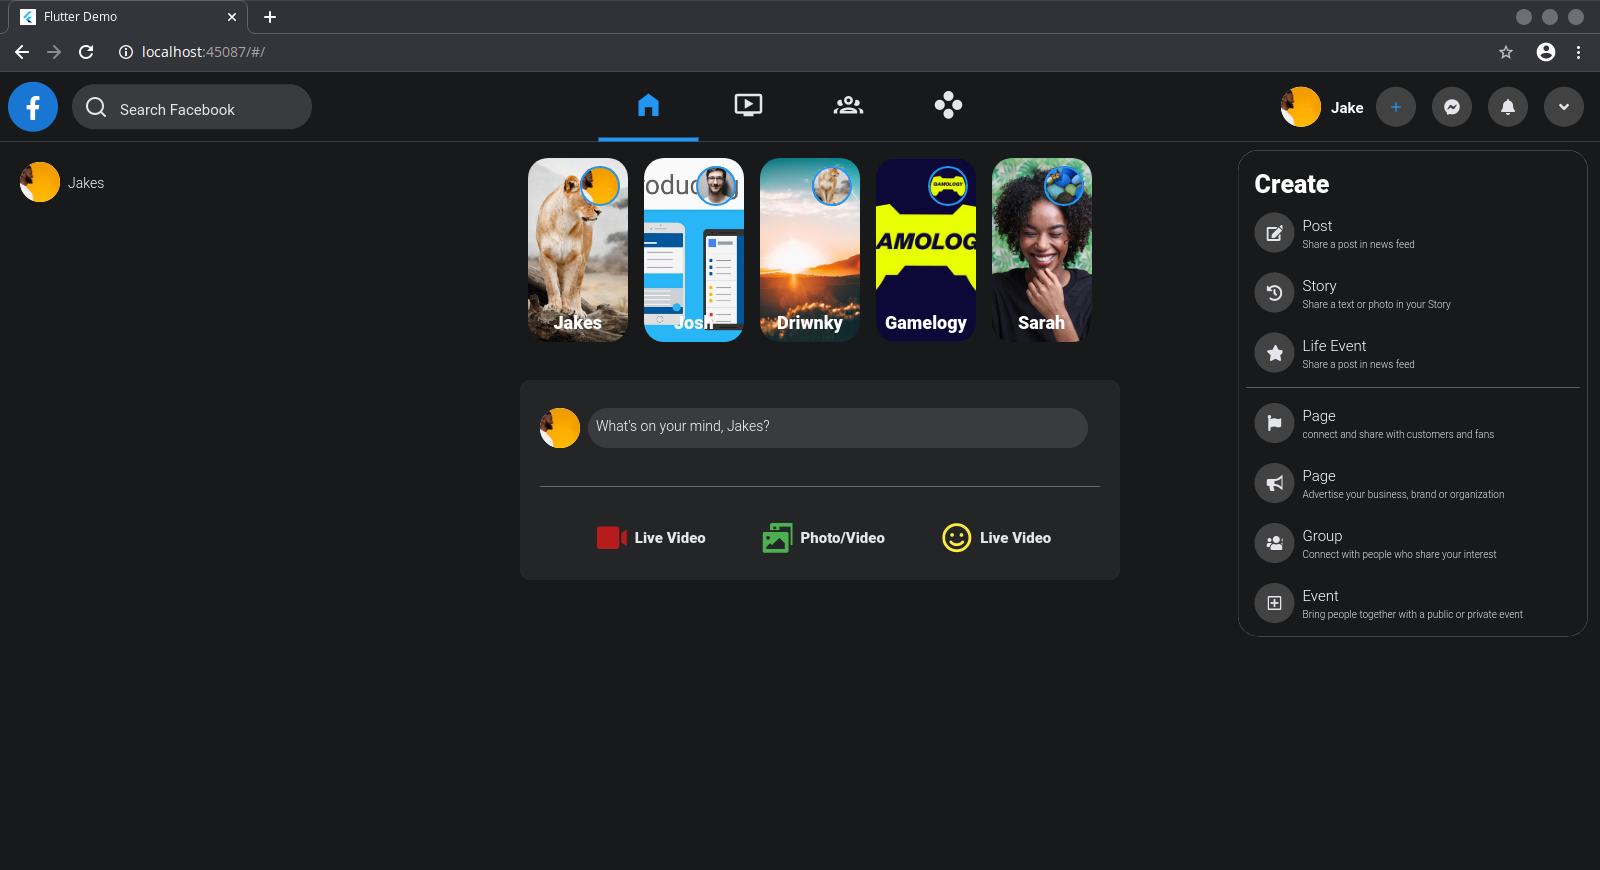 Flutter Demo
localhost:45087/#/
Search Facebook
Jake
Jakes
oducing
Jakes
Josh
Driwnky
GAMOLOGY
AMOLOG
Gamelogy
Sarah
What's on your mind, Jakes?
Live Video
Photo/Video
Live Video
Create
Post
Share a post in news feed
Story
Share a text or photo in your Story
Life Event
Share a post in news feed
Page
connect and share with customers and fans
Page
Advertise your business, brand or organization
Group
Connect with people who share your interest
Event
Bring people together with a public or private event